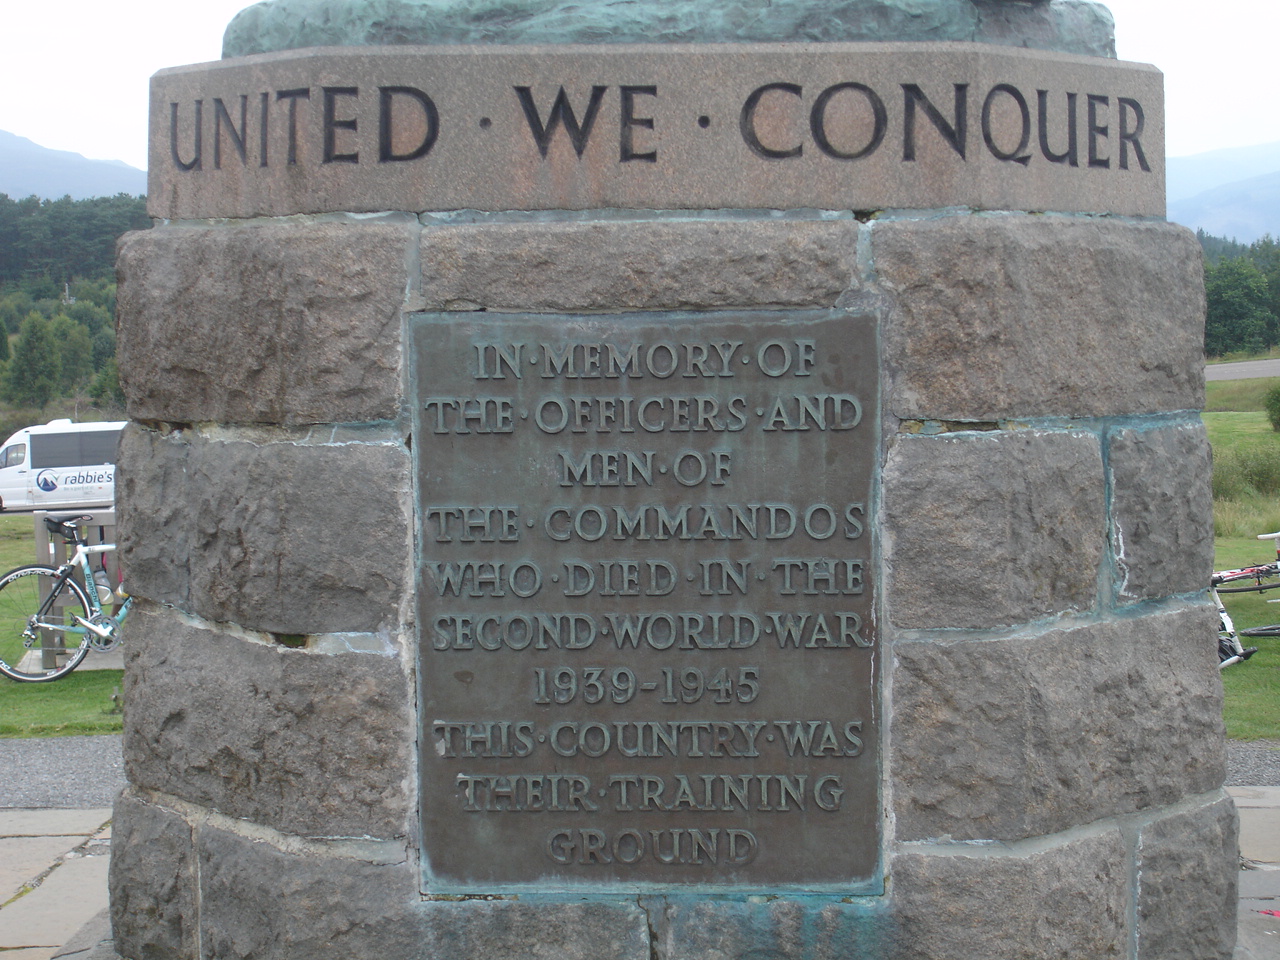 UNITED·WE·CONQUER
IN·MEMORY·OF
THE·OFFICERS·AND
MEN·OF
THE·COMMANDOS
WHO·DIED·IN·THE
SECOND·WORLD·WAR
1939-1945
THIS·COUNTRY·WAS
THEIR·TRAINING
GROUND
rabbie's